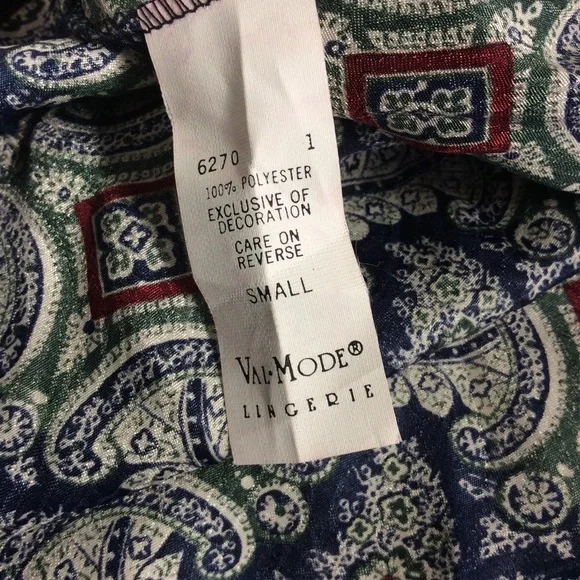 6270 1
100% POLYESTER
EXCLUSIVE OF
DECORATION
CARE ON
REVERSE
SMALL
VAL·MODE®
LINGERIE